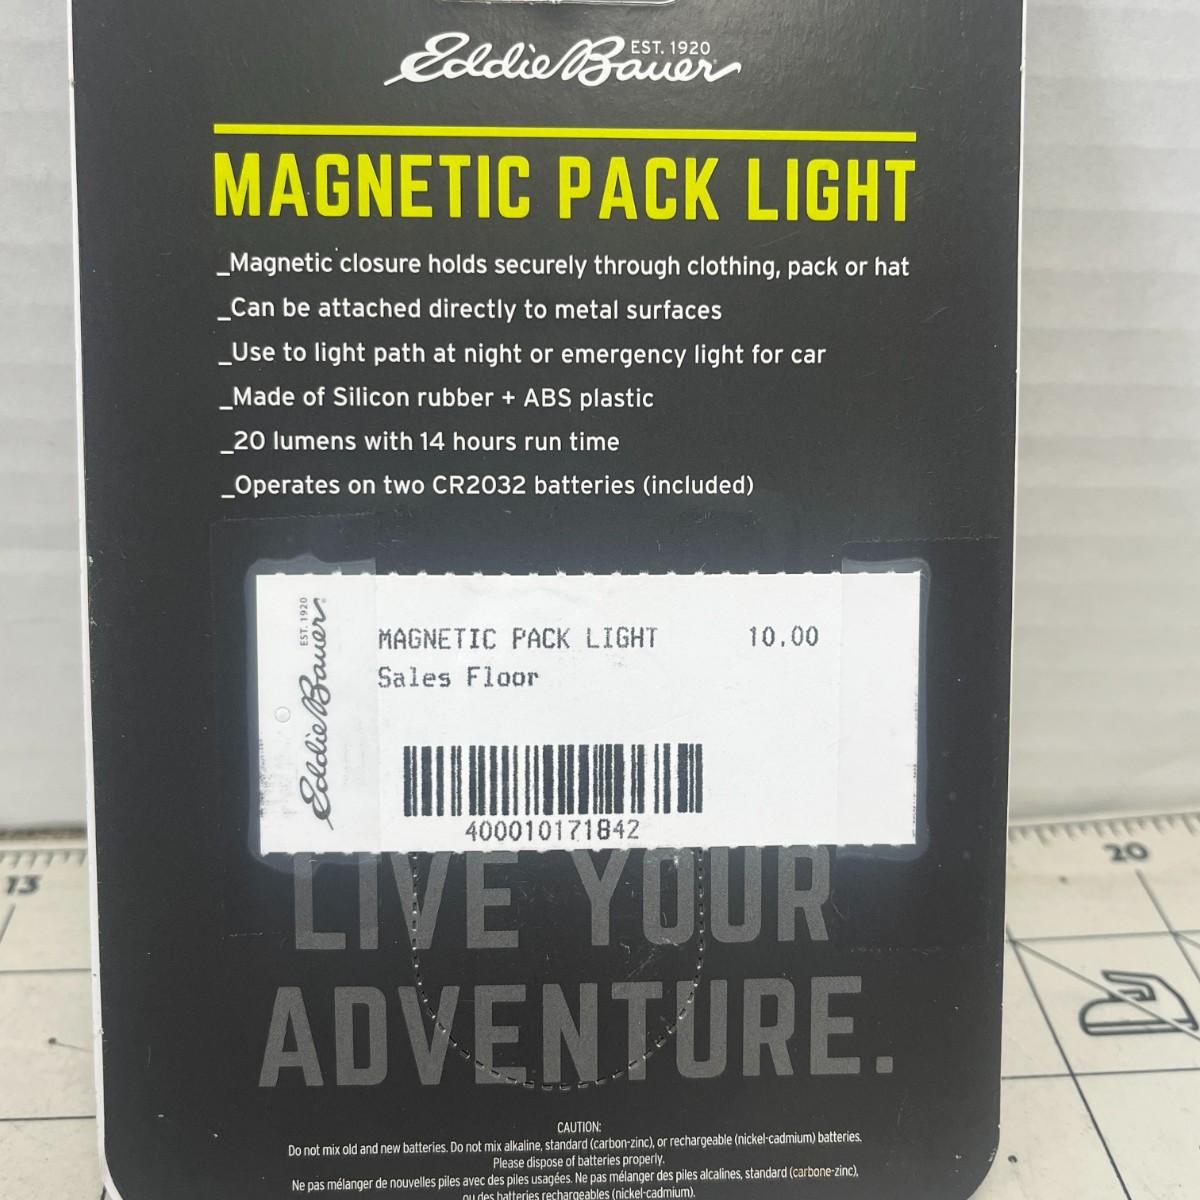 Eddie Bauer EST. 1920
MAGNETIC PACK LIGHT
_Magnetic closure holds securely through clothing, pack or hat
_Can be attached directly to metal surfaces
_Use to light path at night or emergency light for car
_Made of Silicon rubber + ABS plastic
_20 lumens with 14 hours run time
_Operates on two CR2032 batteries (included)
Eddie Bauer EST. 1920
MAGNETIC PACK LIGHT 10.00
Sales Floor
400010171842
LIVE YOUR
ADVENTURE.
13
20
CAUTION:
Do not mix old and new batteries. Do not mix alkaline, standard (carbon-zinc), or rechargeable (nickel-cadmium) batteries.
Please dispose of batteries properly.
Ne pas mélanger de nouvelles piles avec des piles usagées. Ne pas mélanger des piles alcalines, standard (carbone-zinc),
ou des batteries rechargeables (nickel-cadmium).